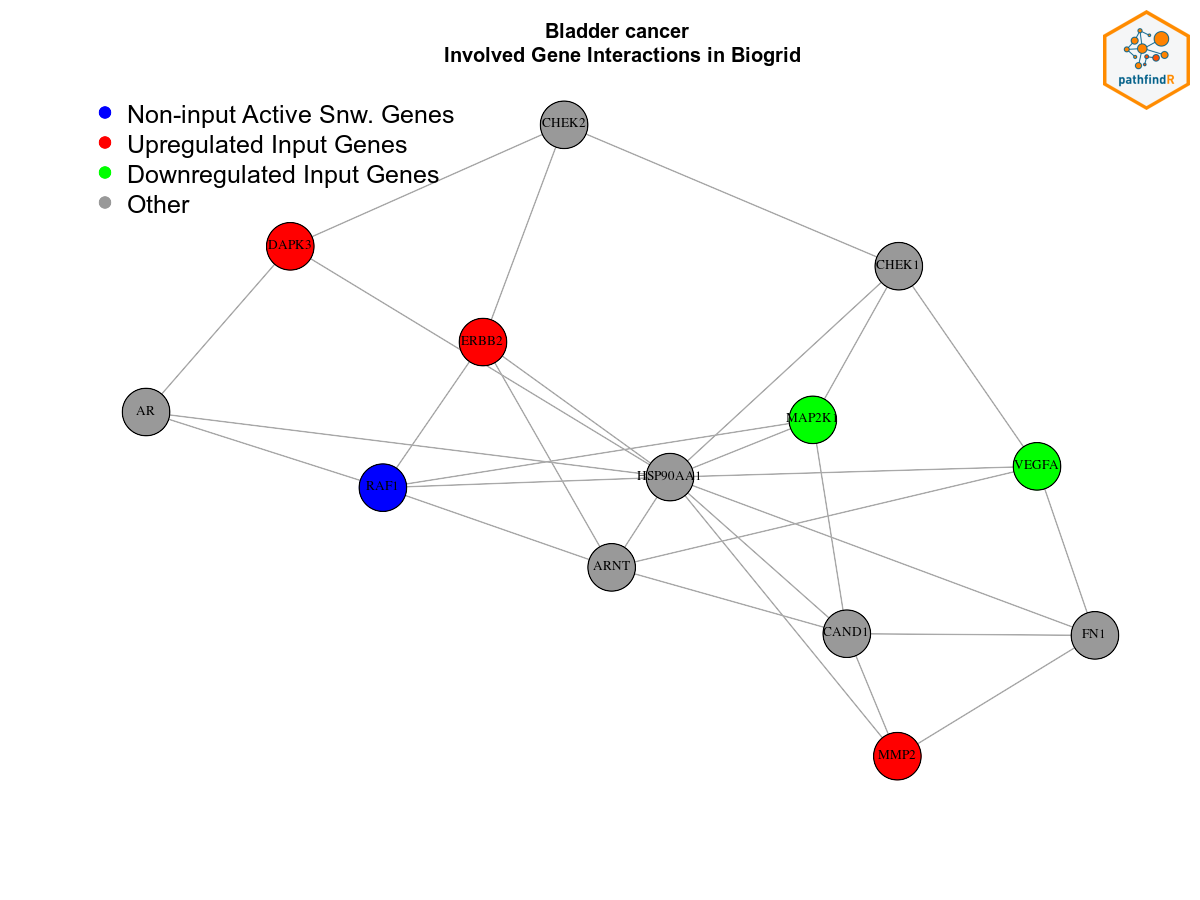 Bladder cancer
Involved Gene Interactions in Biogrid
pathfindR
Non-input Active Snw. Genes
Upregulated Input Genes
Downregulated Input Genes
Other
CHEK2
DAPK3
CHEK1
ERBB2
AR
MAP2K1
VEGFA
HSP90AA1
RAF1
ARNT
CAND1
FN1
MMP2